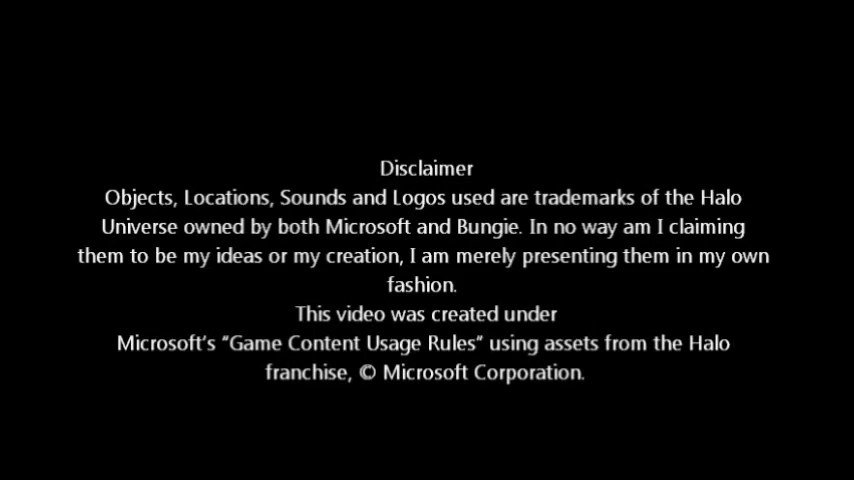 Disclaimer
Objects, Locations, Sounds and Logos used are trademarks of the Halo
Universe owned by both Microsoft and Bungie. In no way am I claiming
them to be my ideas or my creation, I am merely presenting them in my own
fashion.
This video was created under
Microsoft's "Game Content Usage Rules" using assets from the Halo
franchise, © Microsoft Corporation.